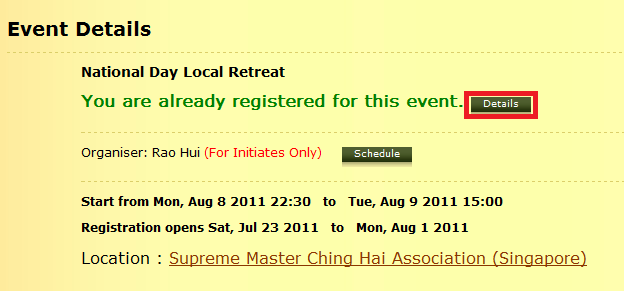 Event Details
National Day Local Retreat
You are already registered for this event. Details
Organiser: Rao Hui (For Initiates Only) Schedule
Start from Mon, Aug 8 2011 22:30 to Tue, Aug 9 2011 15:00
Registration opens Sat, Jul 23 2011 to Mon, Aug 1 2011
Location : Supreme Master Ching Hai Association (Singapore)